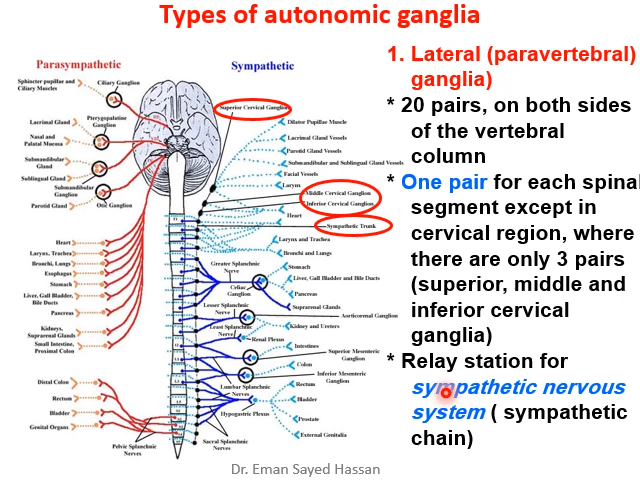 Types of autonomic ganglia
Parasympathetic
Sympathetic
Sphincter pupillae and
Ciliary Muscles
Ciliary Ganglion
Lacrimal Gland
Pterygopalatine
Ganglion
Nasal and
Palatal Mucosa
Submandibular
Gland
Sublingual Gland
Submandibular
Ganglion
Parotid Gland
Otic Ganglion
Heart
Larynx, Trachea
Bronchi, Lungs
Esophagus
Stomach
Liver, Gall Bladder,
Bile Ducts
Pancreas
Kidneys,
Suprarenal Glands
Small Intestine,
Proximal Colon
Distal Colon
Rectum
Bladder
Genital Organs
Pelvic Splanchnic
Nerves
Superior Cervical Ganglion
Dilator Pupillae Muscle
Lacrimal Gland Vessels
Parotid Gland Vessels
Submandibular and Sublingual Gland Vessels
Facial Vessels
Larynx
Middle Cervical Ganglion
Inferior Cervical Ganglion
Heart
Sympathetic Trunk
Larynx and Trachea
Bronchi and Lungs
Greater Splanchnic
Nerve
Stomach
Liver, Gall Bladder and Bile Ducts
Celiac
Ganglion
Pancreas
Suprarenal Glands
Lesser Splanchnic
Nerve
Aorticorenal Ganglion
Least Splanchnic
Nerve
Kidney and Ureters
Renal Plexus
Intestines
Superior Mesenteric
Ganglion
Colon
Inferior Mesenteric
Ganglion
Lumbar Splanchnic
Nerves
Rectum
Bladder
Hypogastric Plexus
Prostate
External Genitalia
Sacral Splanchnic
Nerves
1. Lateral (paravertebral)
ganglia)
* 20 pairs, on both sides
of the vertebral
column
* One pair for each spinal
segment except in
cervical region, where
there are only 3 pairs
(superior, middle and
inferior cervical
ganglia)
* Relay station for
sympathetic nervous
system ( sympathetic
chain)
Dr. Eman Sayed Hassan